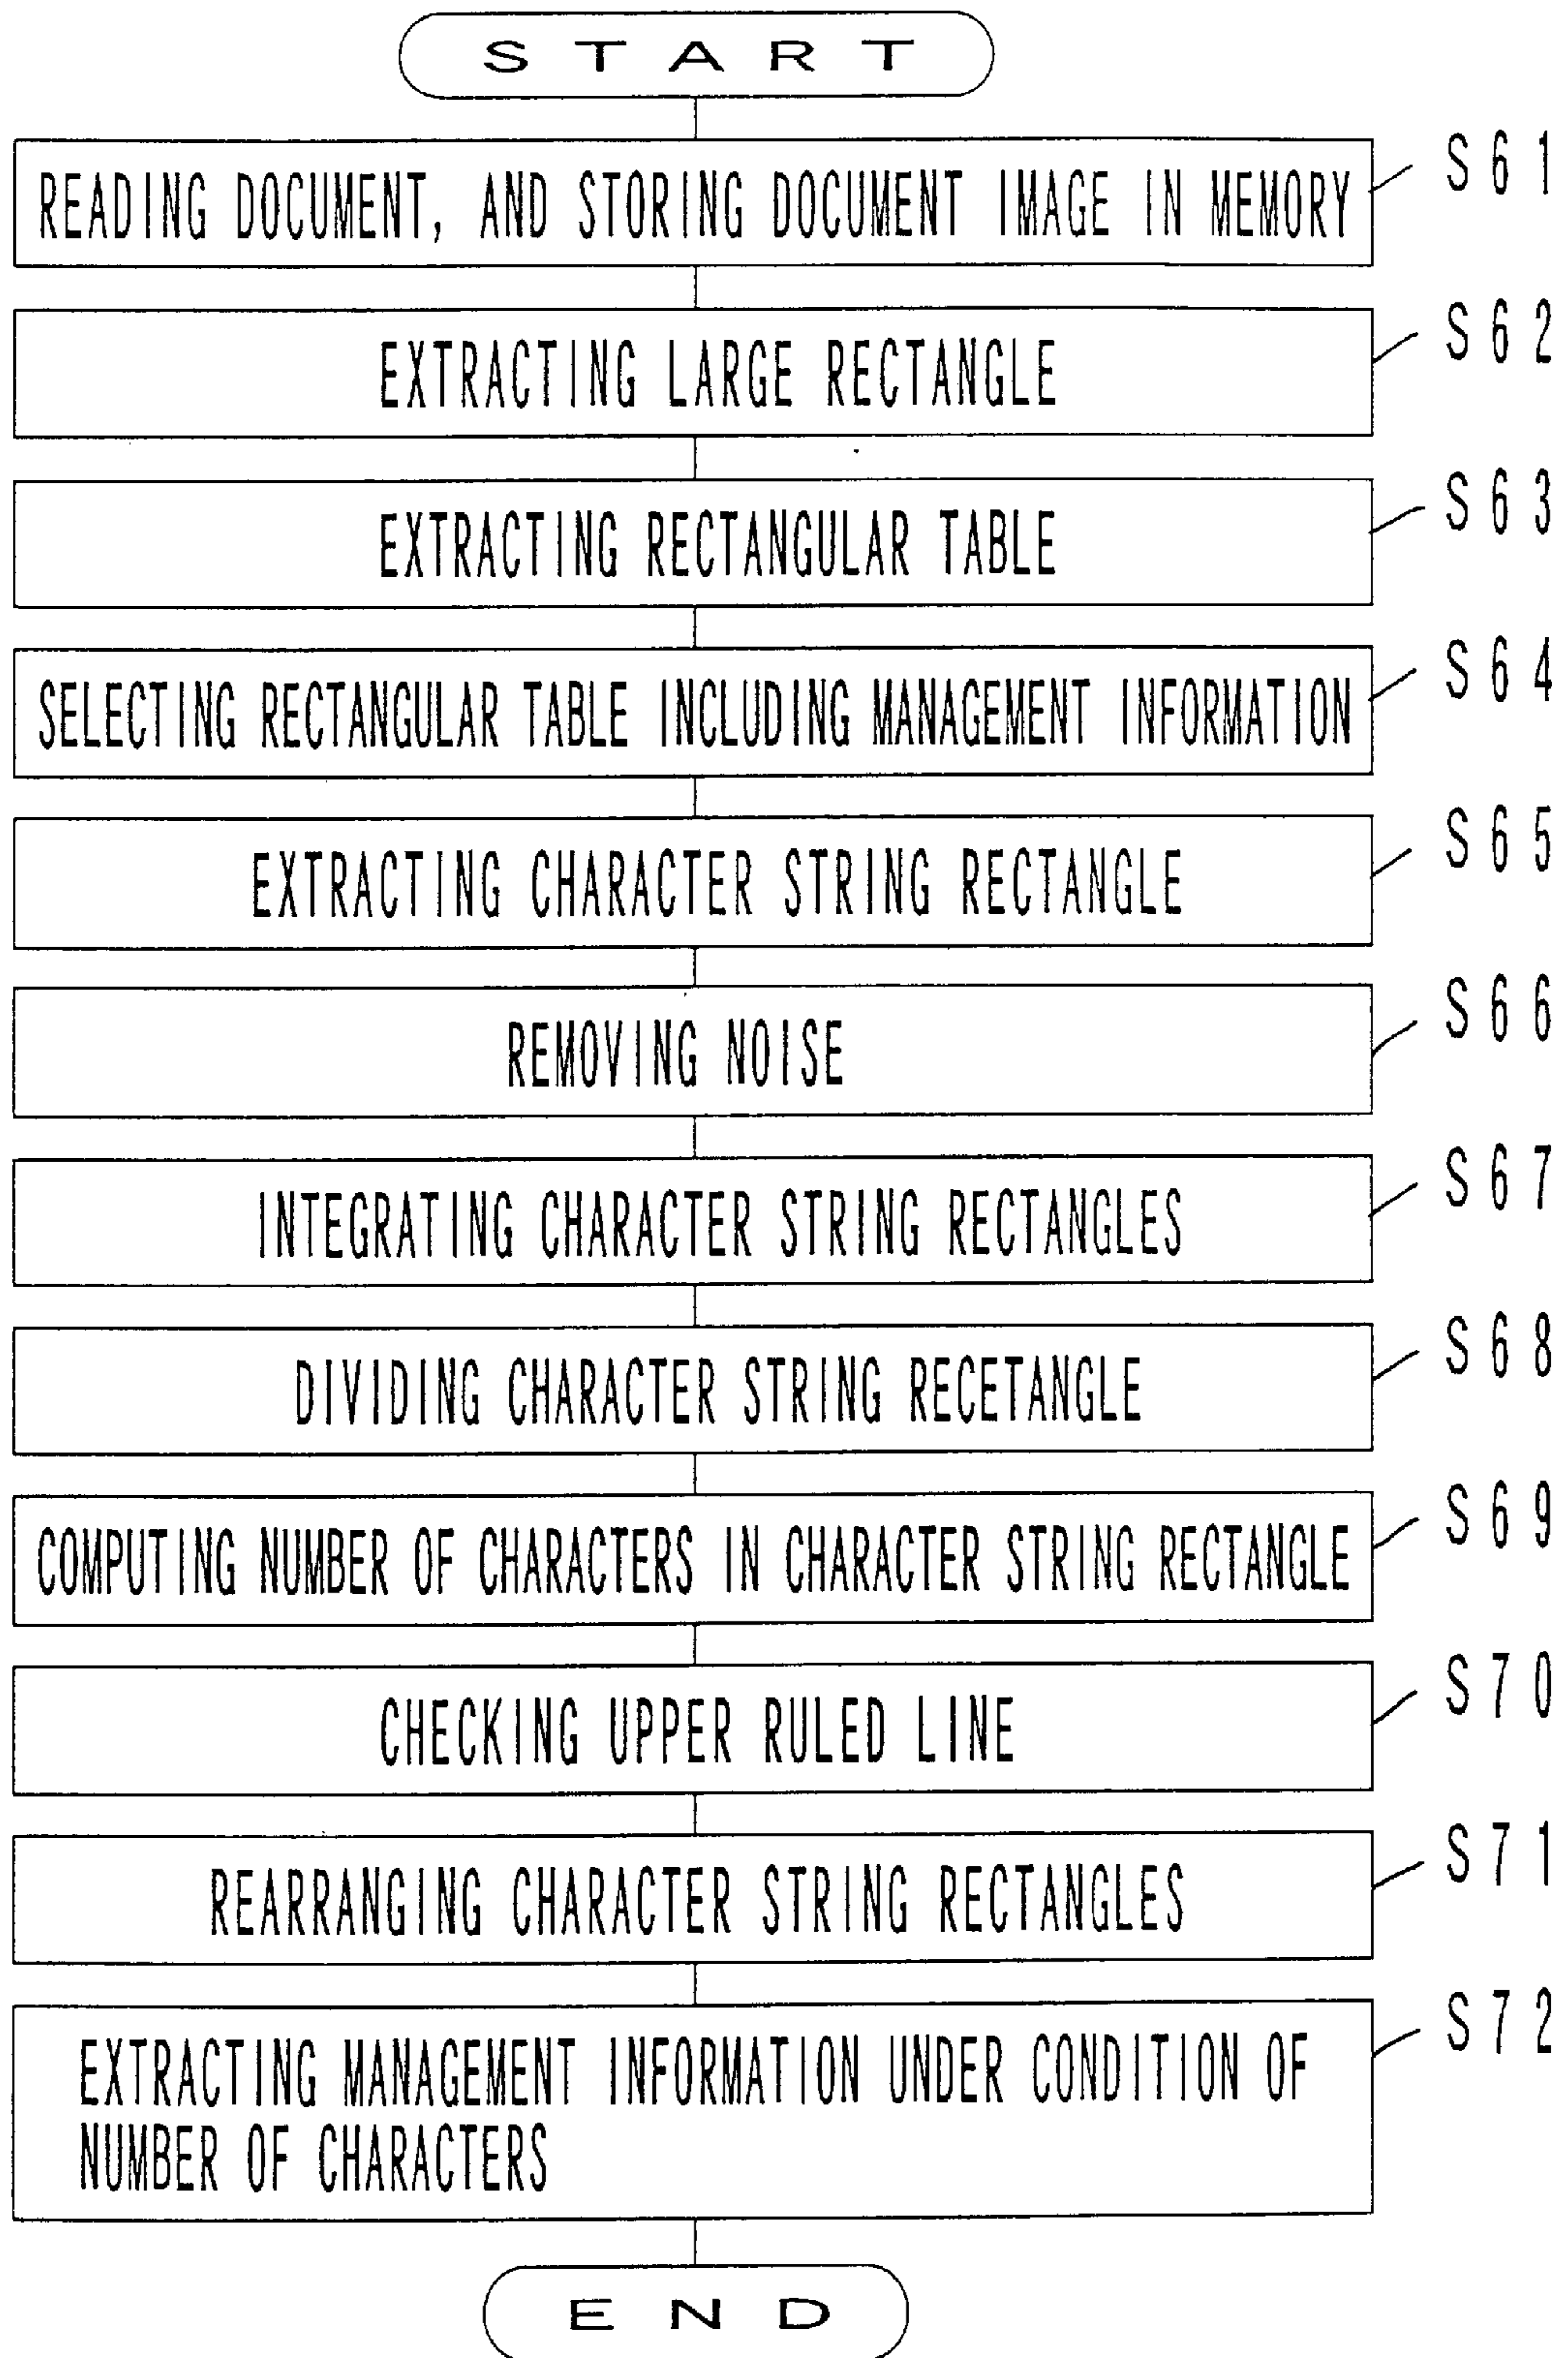 START
READING DOCUMENT, AND STORING DOCUMENT IMAGE IN MEMORY
S61
EXTRACTING LARGE RECTANGLE
S62
EXTRACTING RECTANGULAR TABLE
S63
SELECTING RECTANGULAR TABLE INCLUDING MANAGEMENT INFORMATION
S64
EXTRACTING CHARACTER STRING RECTANGLE
S65
REMOVING NOISE
S66
INTEGRATING CHARACTER STRING RECTANGLES
S67
DIVIDING CHARACTER STRING RECETANGLE
S68
COMPUTING NUMBER OF CHARACTERS IN CHARACTER STRING RECTANGLE
S69
CHECKING UPPER RULED LINE
S70
REARRANGING CHARACTER STRING RECTANGLES
S71
EXTRACTING MANAGEMENT INFORMATION UNDER CONDITION OF
NUMBER OF CHARACTERS
S72
END